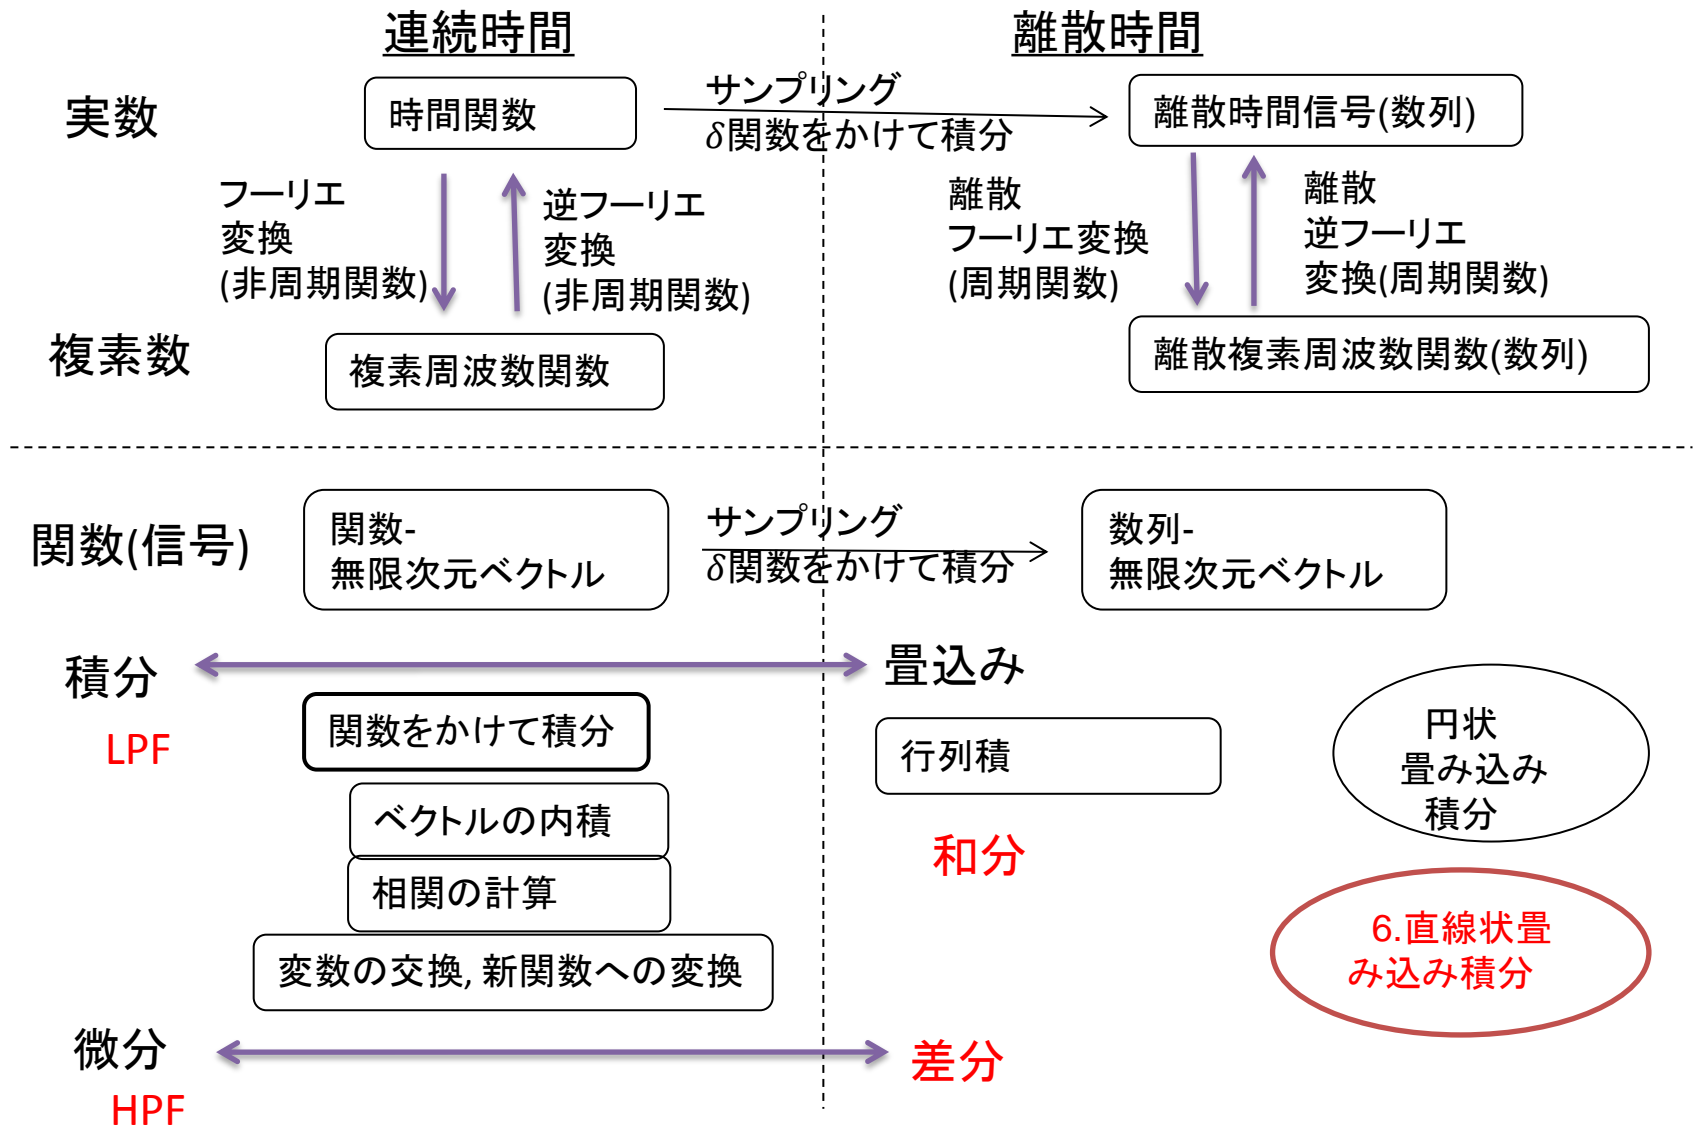 連続時間
離散時間
実数
時間関数
サンプリング
δ関数をかけて積分
離散時間信号(数列)
フーリエ
変換
(非周期関数)
逆フーリエ
変換
(非周期関数)
離散
フーリエ変換
(周期関数)
離散
逆フーリエ
変換(周期関数)
複素数
複素周波数関数
離散複素周波数関数(数列)
関数(信号)
関数-
無限次元ベクトル
サンプリング
δ関数をかけて積分
数列-
無限次元ベクトル
積分
畳込み
LPF
関数をかけて積分
行列積
円状
畳み込み
積分
ベクトルの内積
和分
相関の計算
6.直線状畳
み込み積分
変数の交換, 新関数への変換
微分
差分
HPF